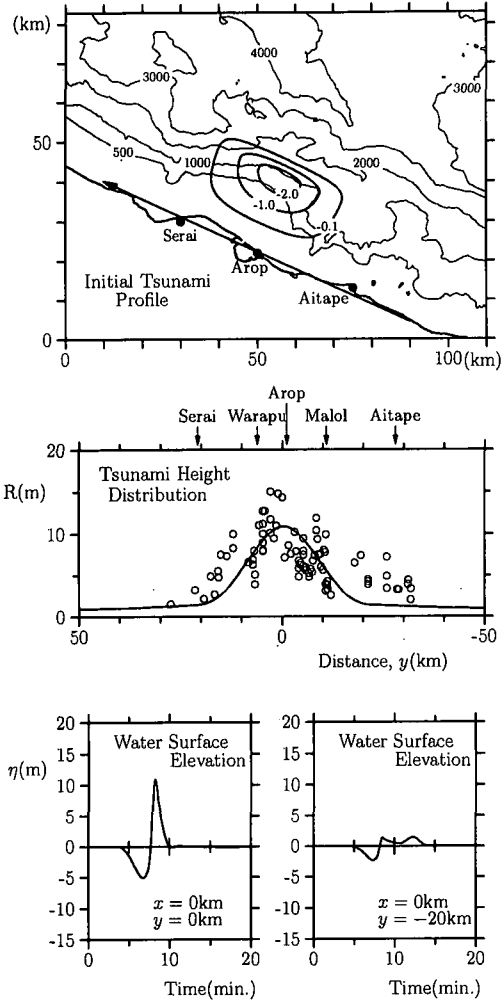 (km)
4000
3000
3000
50
500
1000
2000
-2.0
-1.0
-0.1
Serai
Arop
Aitape
Initial Tsunami
Profile
0
0
50
100(km)
Arop
Serai
Warapu
Malol
Aitape
20
R(m)
10
0
Tsunami Height
Distribution
50
0
-50
Distance, y(km)
20
15
10
5
0
-5
-10
-15
η(m)
Water Surface
Elevation
x = 0km
y = 0km
0
10
20
Time(min.)
20
15
10
5
0
-5
-10
-15
Water Surface
Elevation
x = 0km
y = −20km
0
10
20
Time(min.)